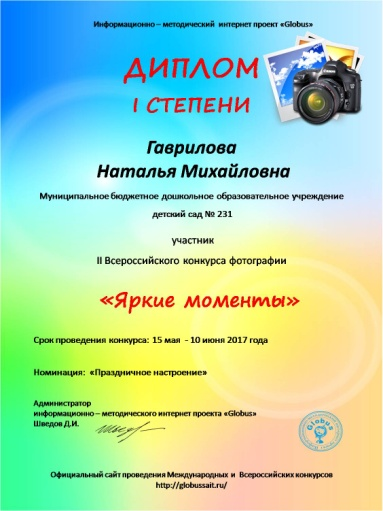 Информационно – методический интернет проект «Globus»
ДИПЛОМ
I СТЕПЕНИ
Гаврилова
Наталья Михайловна
Муниципальное бюджетное дошкольное образовательное учреждение
детский сад № 231
участник
II Всероссийского конкурса фотографии
«Яркие моменты»
Срок проведения конкурса: 15 мая - 10 июня 2017 года
Номинация: «Праздничное настроение»
Администратор
информационно – методического интернет проекта «Globus»
Шведов Д.И.
Globus
Официальный сайт проведения Международных и Всероссийских конкурсов
http://globussait.ru/